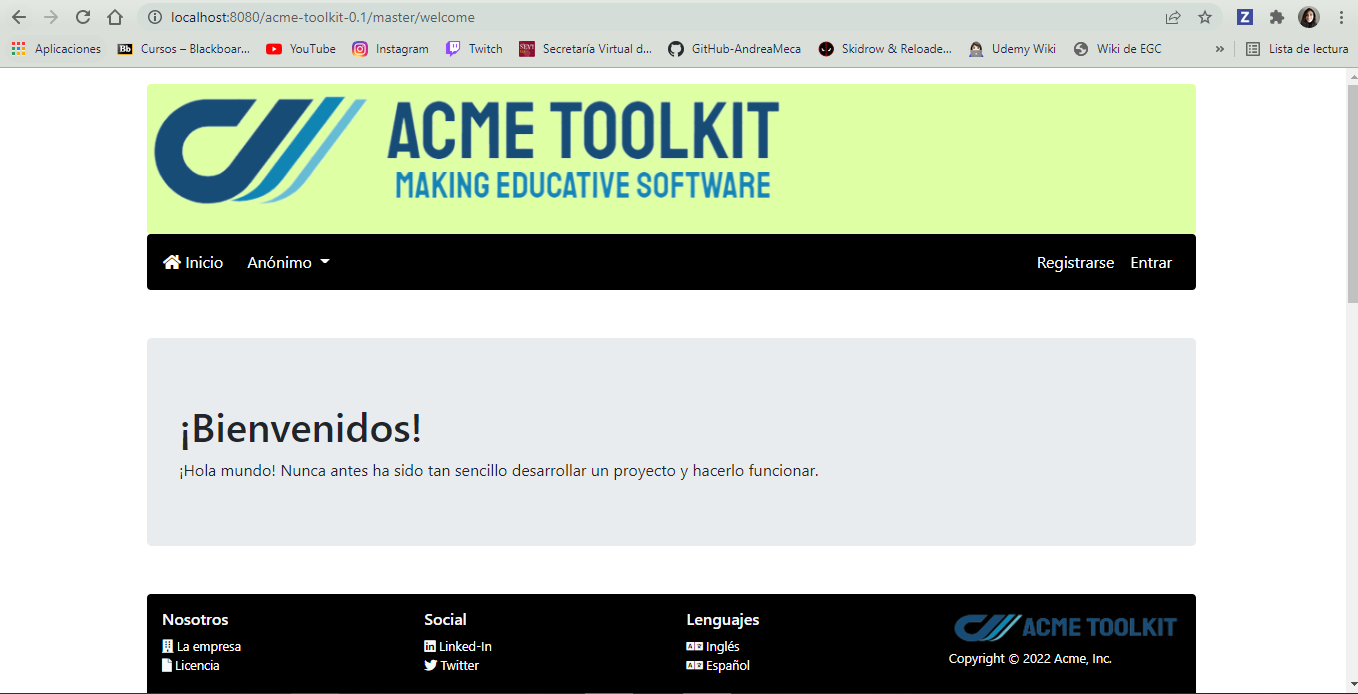 localhost:8080/acme-toolkit-0.1/master/welcome
Aplicaciones Bb Cursos – Blackboar... YouTube Instagram Twitch Secretaría Virtual d... GitHub-AndreaMeca Skidrow & Reloade... Udemy Wiki Wiki de EGC » Lista de lectura
ACME TOOLKIT
MAKING EDUCATIVE SOFTWARE
Inicio Anónimo Registrarse Entrar
¡Bienvenidos!
¡Hola mundo! Nunca antes ha sido tan sencillo desarrollar un proyecto y hacerlo funcionar.
Nosotros
La empresa
Licencia
Social
Linked-In
Twitter
Lenguajes
Inglés
Español
ACME TOOLKIT
Copyright © 2022 Acme, Inc.